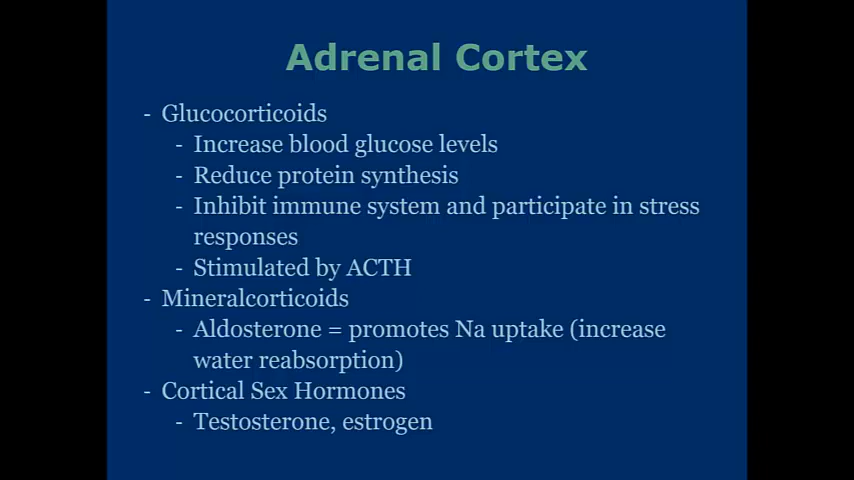 Adrenal Cortex
- Glucocorticoids
- Increase blood glucose levels
- Reduce protein synthesis
- Inhibit immune system and participate in stress
responses
- Stimulated by ACTH
- Mineralcorticoids
- Aldosterone = promotes Na uptake (increase
water reabsorption)
- Cortical Sex Hormones
- Testosterone, estrogen